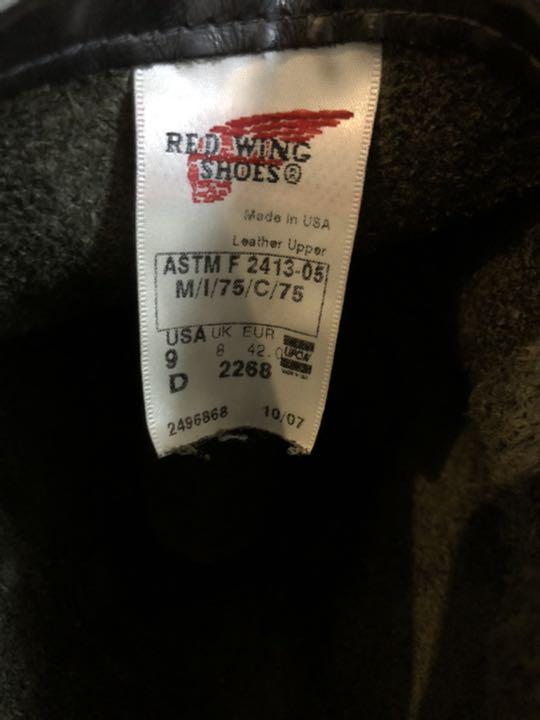 RED WING
SHOES®
Made in USA
Leather Upper
ASTM F 2413-05
M/I/75/C/75
USA UK EUR
9 8 42.0
D 2268
2496868 10/07